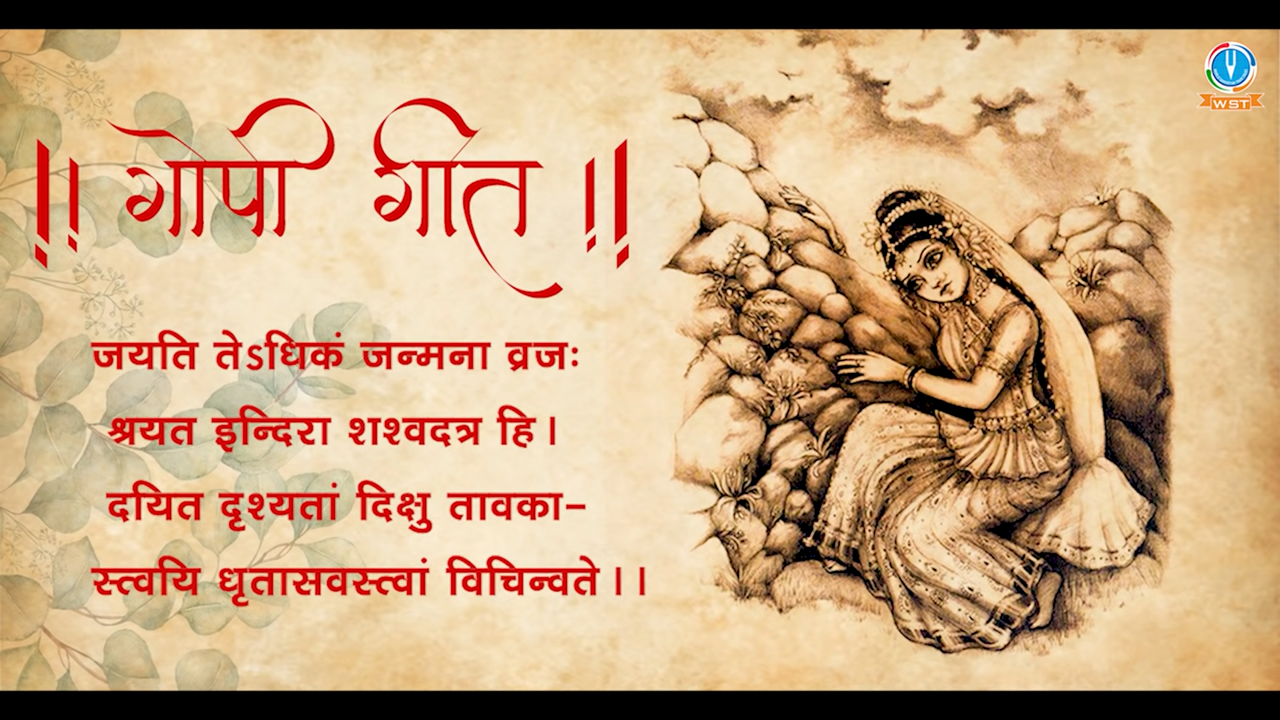 ।। गोपी गीत ।।
जयति तेऽधिकं जन्मना व्रजः
श्रयत इन्दिरा शश्वदत्र हि।
दयित दृश्यतां दिक्षु तावका-
स्त्वयि धृतासवस्त्वां विचिन्वते।।
WST